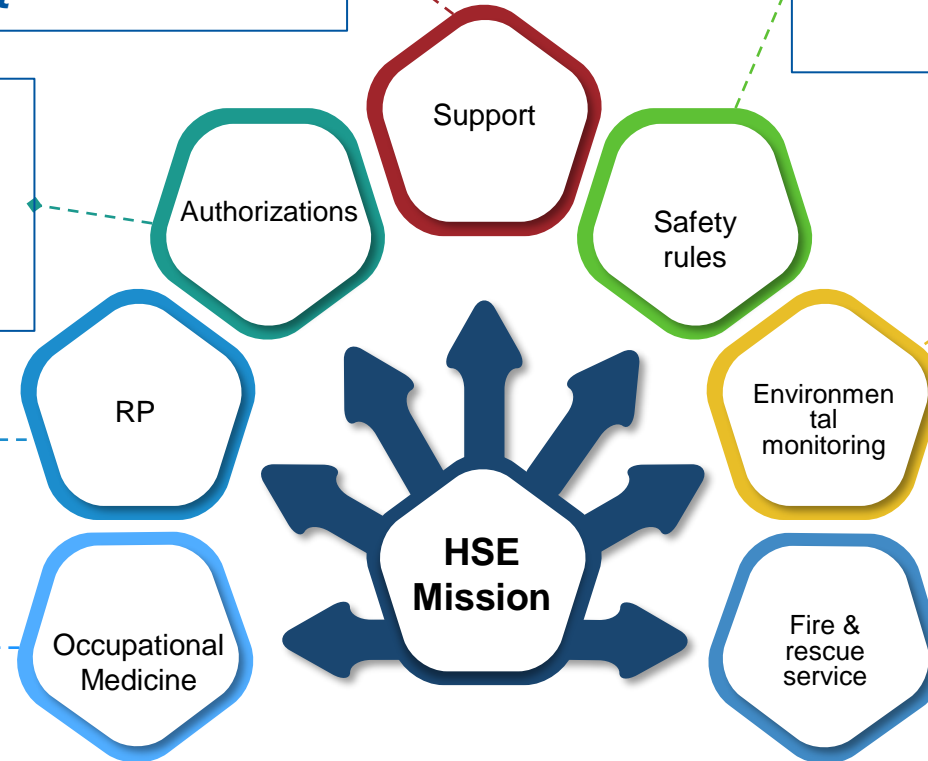 Support
Authorizations
Safety
rules
RP
Environmen
tal
monitoring
HSE
Mission
Occupational
Medicine
Fire &
rescue
service